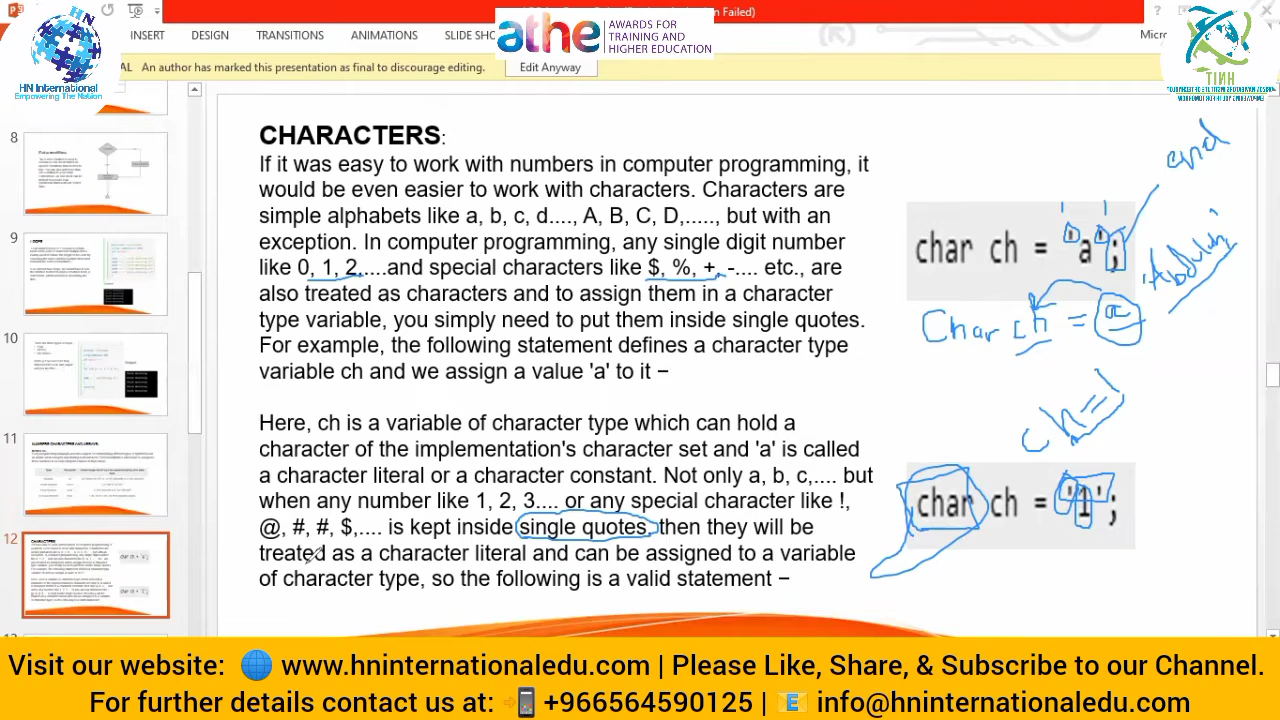 Failed)
HN International
Empowering The Nation
athe
AWARDS FOR
TRAINING AND
HIGHER EDUCATION
TINH
INSERT DESIGN TRANSITIONS ANIMATIONS SLIDE SHO Micro
AL An author has marked this presentation as final to discourage editing. Edit Anyway
8
9
10
11
12
CHARACTERS:
If it was easy to work with numbers in computer programming, it
would be even easier to work with characters. Characters are
simple alphabets like a, b, c, d...., A, B, C, D,....., but with an
exception. In computer programming, any single digit number
like 0, 1, 2,....and special characters like $, %, +, -.... etc., are
also treated as characters and to assign them in a character
type variable, you simply need to put them inside single quotes.
For example, the following statement defines a character type
variable ch and we assign a value 'a' to it −
Here, ch is a variable of character type which can hold a
character of the implementation's character set and 'a' is called
a character literal or a character constant. Not only a, b, c,.... but
when any number like 1, 2, 3.... or any special character like !,
@, #, #, $,.... is kept inside single quotes, then they will be
treated as a character literal and can be assigned to a variable
of character type, so the following is a valid statement −
end
char ch = 'a';
Char ch = a
ch=1
char ch = '1';
Visit our website: www.hninternationaledu.com | Please Like, Share, & Subscribe to our Channel.
For further details contact us at: +966564590125 | info@hninternationaledu.com